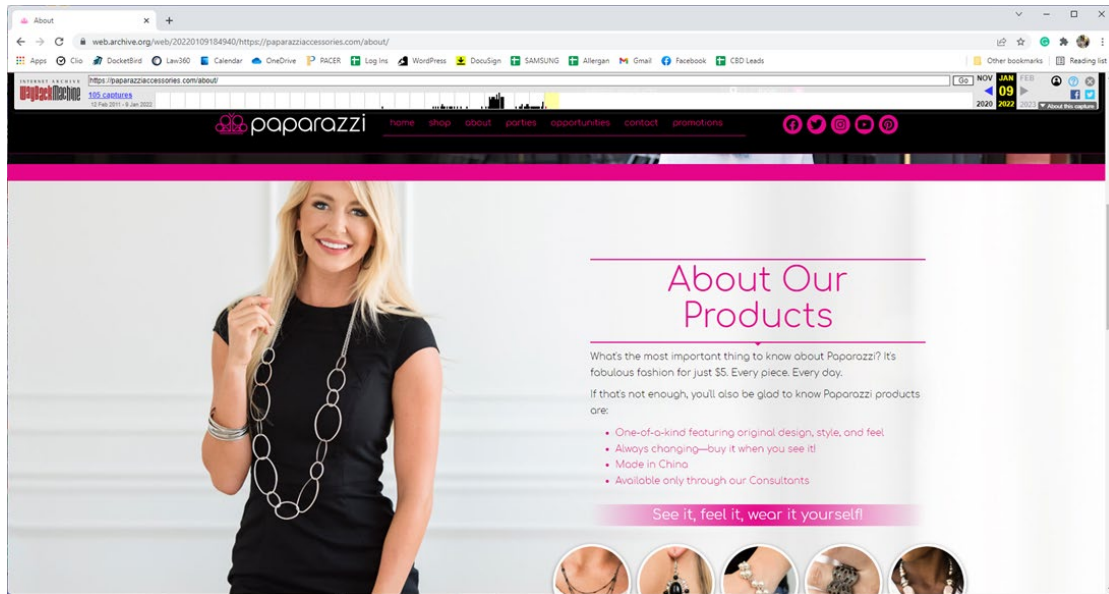 About
web.archive.org/web/20220109184940/https://paparazziaccessories.com/about/
Apps Clio DocketBird Law360 Calendar OneDrive PACER Log Ins WordPress DocuSign SAMSUNG Allergan Gmail Facebook CBD Leads Other bookmarks Reading list
INTERNET ARCHIVE https://paparazziaccessories.com/about/ Go NOV JAN FEB
WayBackMachine 105 captures 09
12 Feb 2011 - 9 Jan 2022 2020 2022 2023 About this capture
paparazzi home shop about parties opportunities contact promotions
About Our
Products
What's the most important thing to know about Paparazzi? It's
fabulous fashion for just $5. Every piece. Every day.
If that's not enough, you'll also be glad to know Paparazzi products
are:
• One-of-a-kind featuring original design, style, and feel
• Always changing—buy it when you see it!
• Made in China
• Available only through our Consultants
See it, feel it, wear it yourself!